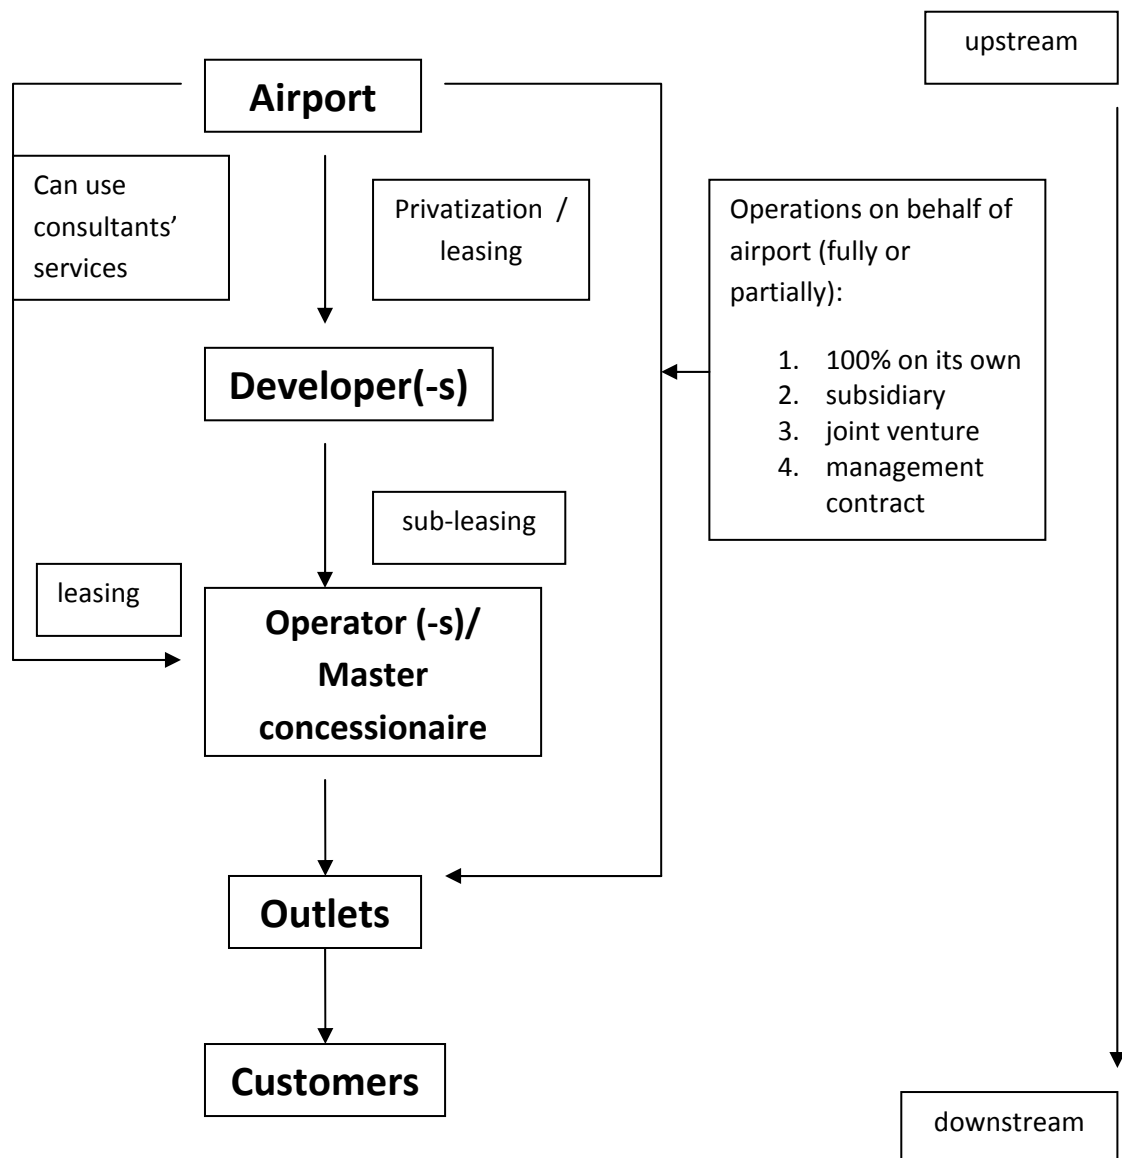 upstream
Airport
Can use
consultants’
services
Privatization /
leasing
Operations on behalf of
airport (fully or
partially):
1. 100% on its own
2. subsidiary
3. joint venture
4. management
contract
Developer(-s)
sub-leasing
leasing
Operator (-s)/
Master
concessionaire
Outlets
Customers
downstream